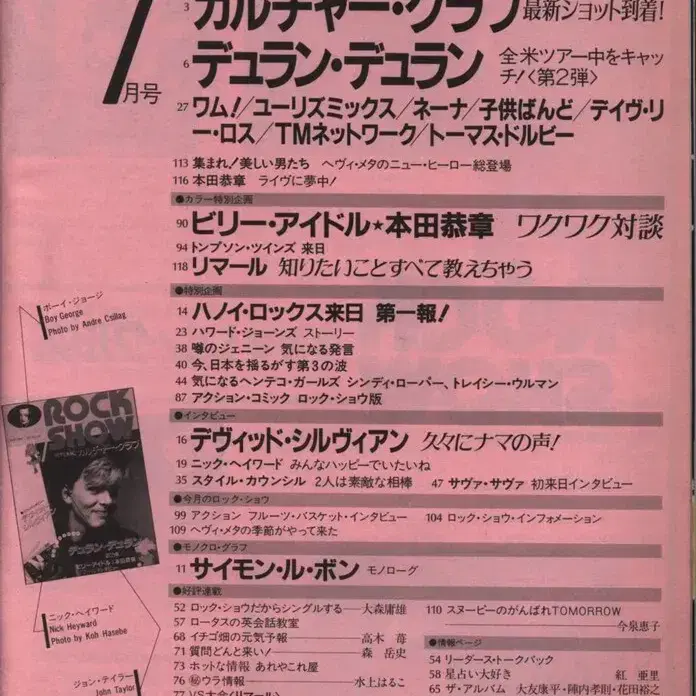 7
月号
3 カルチャー・クラブ 最新ショット到着!
6 デュラン・デュラン 全米ツアー中をキャッ
チ!〈第2弾〉
27 ワム!/ユーリズミックス/ネーナ/子供ばんど/デイヴ・リ
ー・ロス/TMネットワーク/トーマス・ドルビー
113 集まれ!美しい男たち ヘヴィ・メタのニュー・ヒーロー総登場
116 本田恭章 ライヴに夢中!
●カラー特別企画
90 ビリー・アイドル★本田恭章 ワクワク対談
94 トンプソン・ツインズ 来日
118 リマール 知りたいことすべて教えちゃう
●特別企画
14 ハノイ・ロックス来日 第一報!
23 ハワード・ジョーンズ ストーリー
38 噂のジェニーン 気になる発言
40 今、日本を揺るがす第3の波
44 気になるヘンテコ・ガールズ シンディ・ローパー、トレイシー・ウルマン
87 アクション・コミック ロック・ショウ版
●インタビュー
16 デヴィッド・シルヴィアン 久々にナマの声!
19 ニック・ヘイワード みんなハッピーでいたいね
35 スタイル・カウンシル 2人は素敵な相棒 47 サヴァ・サヴァ 初来日インタビュー
●今月のロック・ショウ
99 アクション フルーツ・バスケット・インタビュー 104 ロック・ショウ・インフォメーション
109 ヘヴィ・メタの季節がやって来た
●モノクロ・グラフ
11 サイモン・ル・ボン モノローグ
●好評連載
52 ロック・ショウだからシングルする──大森庸雄
57 ロータスの英会話教室
68 イチゴ畑の元気予報──高木 苺
71 質問どんと来い!──森 岳史
73 ホットな情報 あれやこれ屋
76 ㊙ウラ情報──水上はるこ
77 VS大会〈リマール〉
110 スヌーピーのがんばれTOMORROW
──今泉恵子
●情報ページ
54 リーダース・トークバック
58 星占い大好き 紅 亜里
65 ザ・アルバム 大友康平・陣内孝則・花田裕之
ボーイ・ジョージ
Boy George
Photo by Andre Csillag
ROCK
SHOW
7
カルチャー・クラブ
デュラン・デュラン
ビリー・アイドル/本田恭章
ニック・ヘイワード
Nick Heyward
Photo by Koh Hasebe
ジョン・テイラー
John Taylor